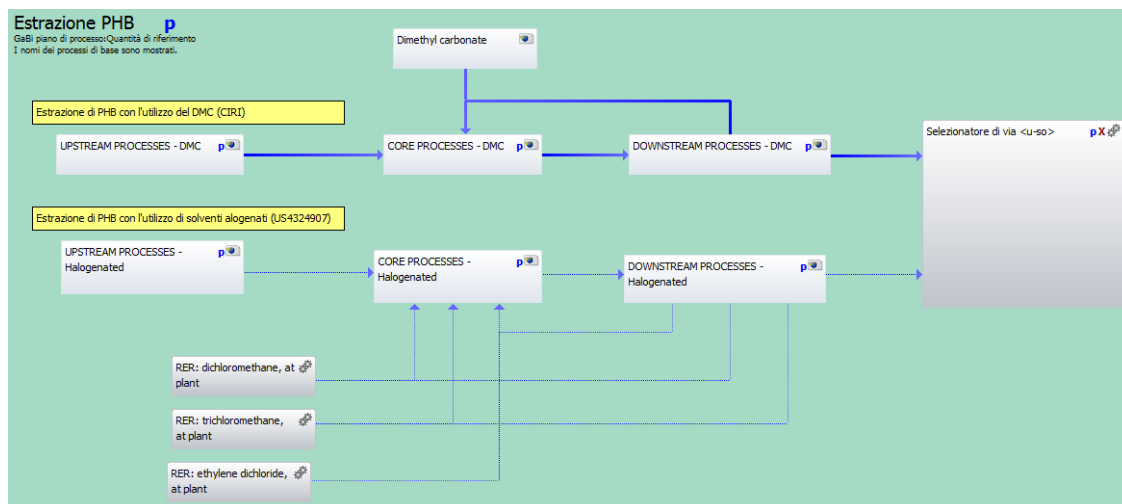 Estrazione PHB p
GaBi piano di processo:Quantità di riferimento
I nomi dei processi di base sono mostrati.
Dimethyl carbonate
Estrazione di PHB con l'utilizzo del DMC (CIRI)
UPSTREAM PROCESSES - DMC p
CORE PROCESSES - DMC p
DOWNSTREAM PROCESSES - DMC p
Selezionatore di via <u-so> p X
Estrazione di PHB con l'utilizzo di solventi alogenati (US4324907)
UPSTREAM PROCESSES - p
Halogenated
CORE PROCESSES - p
Halogenated
DOWNSTREAM PROCESSES - p
Halogenated
RER: dichloromethane, at
plant
RER: trichloromethane,
at plant
RER: ethylene dichloride,
at plant